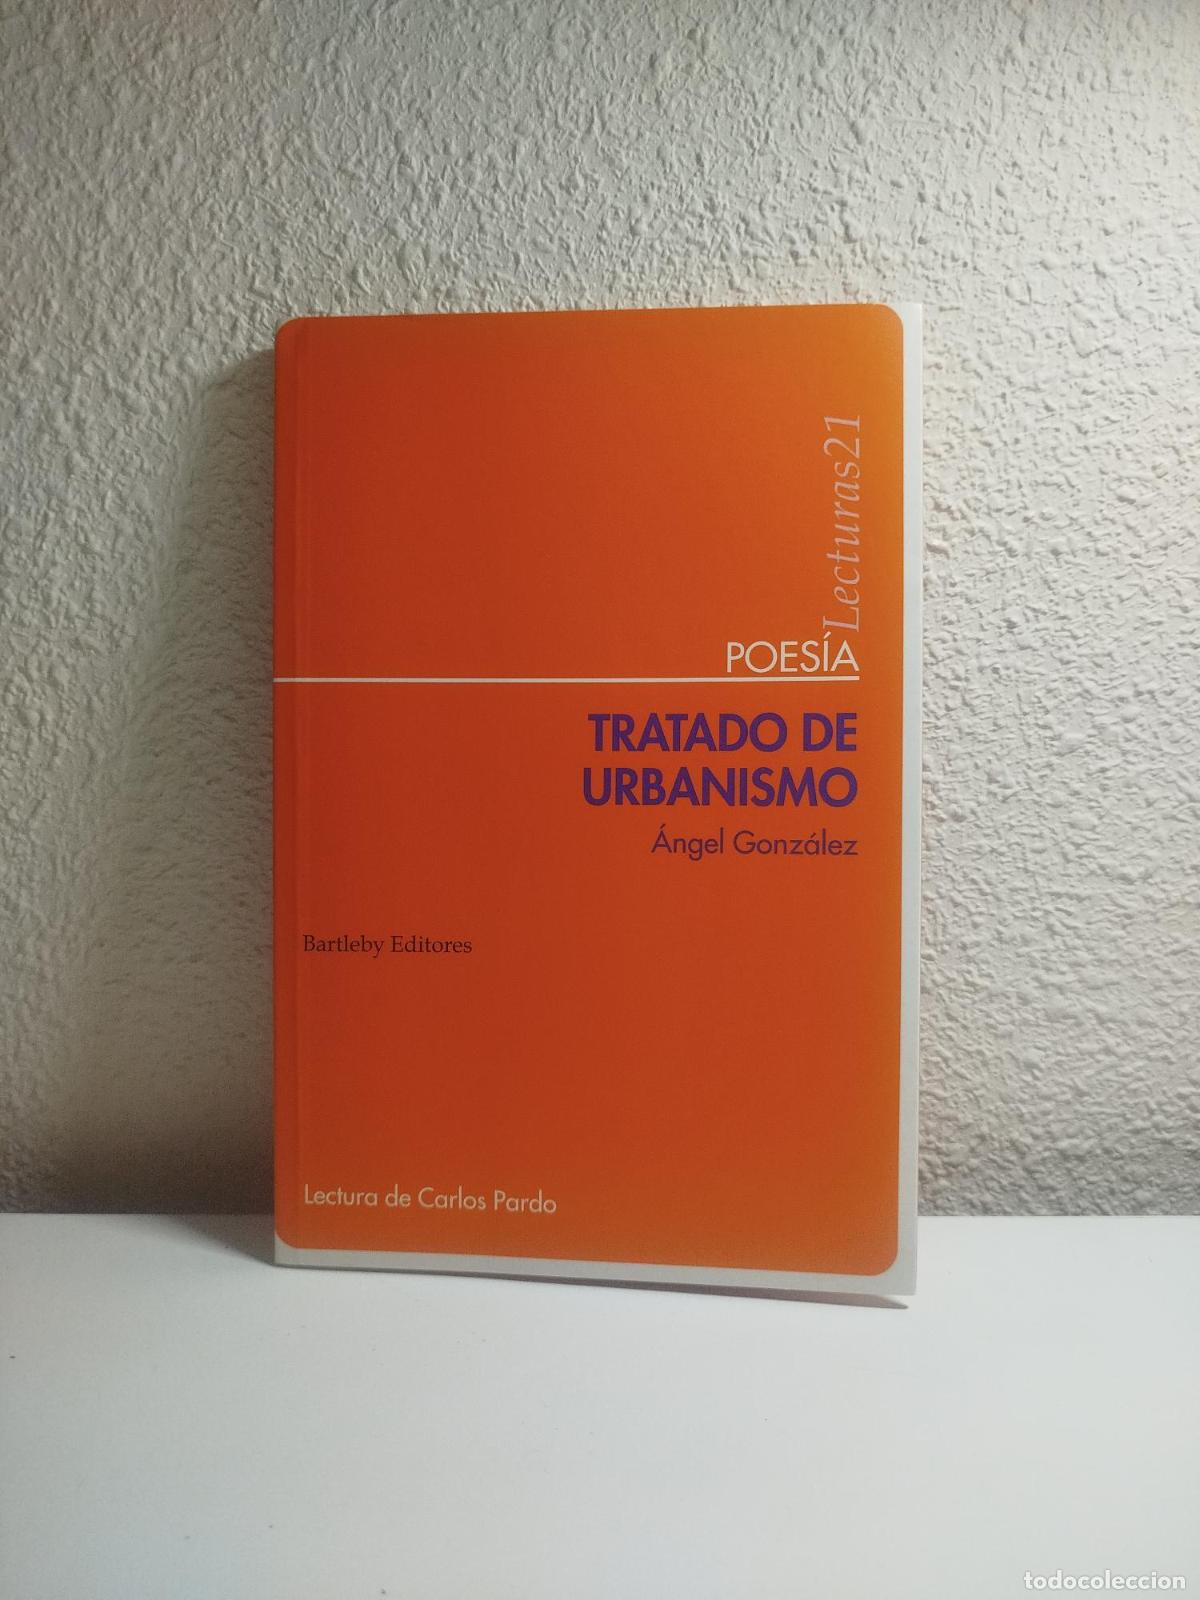 Lecturas21
POESÍA
TRATADO DE
URBANISMO
Ángel González
Bartleby Editores
Lectura de Carlos Pardo
todocoleccion